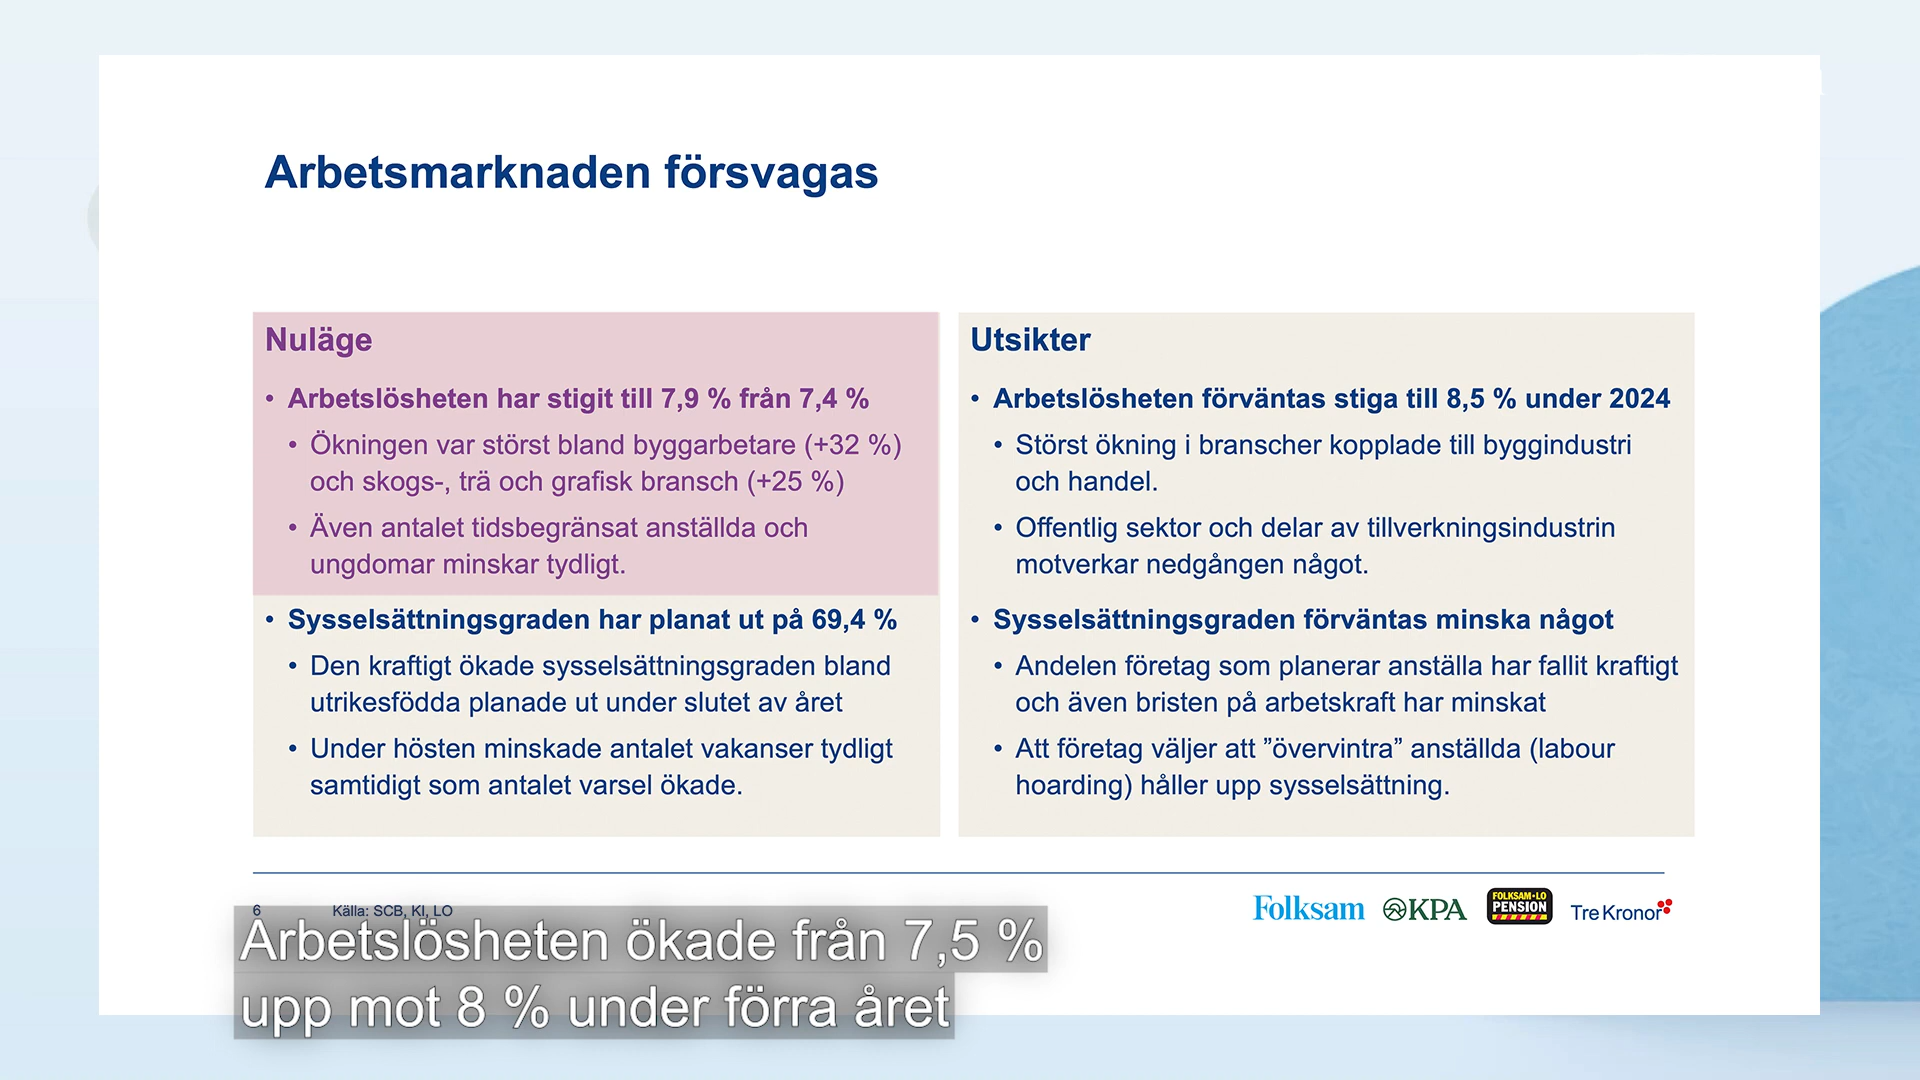 Arbetsmarknaden försvagas
Nuläge
• Arbetslösheten har stigit till 7,9 % från 7,4 %
• Ökningen var störst bland byggarbetare (+32 %)
och skogs-, trä och grafisk bransch (+25 %)
• Även antalet tidsbegränsat anställda och
ungdomar minskar tydligt.
• Sysselsättningsgraden har planat ut på 69,4 %
• Den kraftigt ökade sysselsättningsgraden bland
utrikesfödda planade ut under slutet av året
• Under hösten minskade antalet vakanser tydligt
samtidigt som antalet varsel ökade.
Utsikter
• Arbetslösheten förväntas stiga till 8,5 % under 2024
• Störst ökning i branscher kopplade till byggindustri
och handel.
• Offentlig sektor och delar av tillverkningsindustrin
motverkar nedgången något.
• Sysselsättningsgraden förväntas minska något
• Andelen företag som planerar anställa har fallit kraftigt
och även bristen på arbetskraft har minskat
• Att företag väljer att ”övervintra” anställda (labour
hoarding) håller upp sysselsättning.
6 Källa: SCB, KI, LO
Folksam
KPA
FOLKSAM-LO
PENSION
Tre Kronor
Arbetslösheten ökade från 7,5 %
upp mot 8 % under förra året